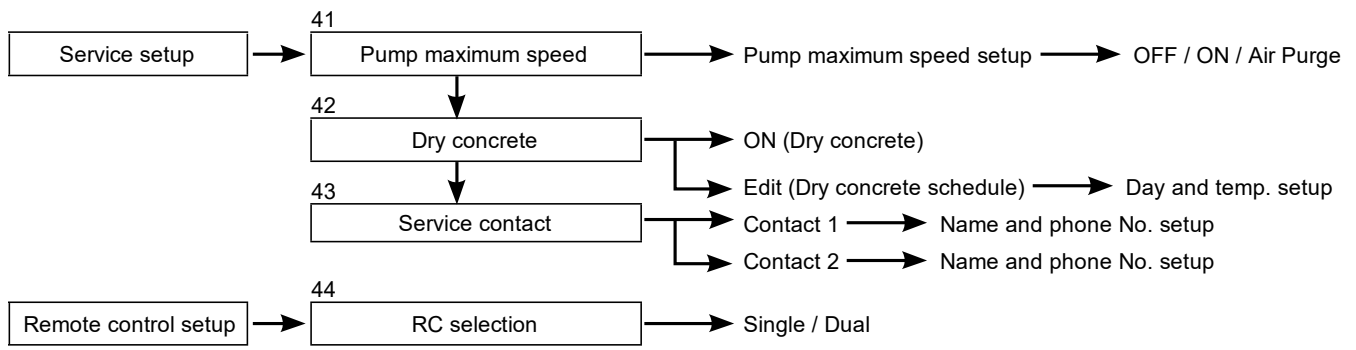 41
Service setup Pump maximum speed Pump maximum speed setup OFF / ON / Air Purge
42
Dry concrete ON (Dry concrete)
Edit (Dry concrete schedule) Day and temp. setup
43
Service contact Contact 1 Name and phone No. setup
Contact 2 Name and phone No. setup
44
Remote control setup RC selection Single / Dual